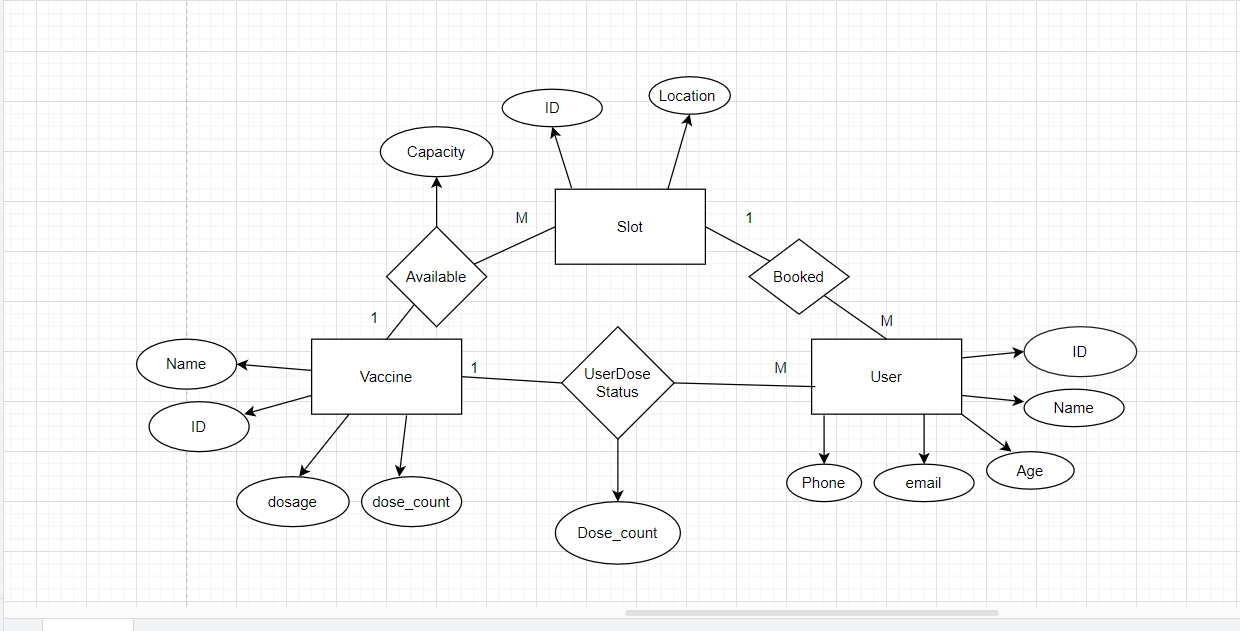 Location
ID
Capacity
M
Slot
1
Available
Booked
1
M
Name
Vaccine
1
UserDose
Status
M
User
ID
Name
ID
Age
Phone
email
dosage
dose_count
Dose_count